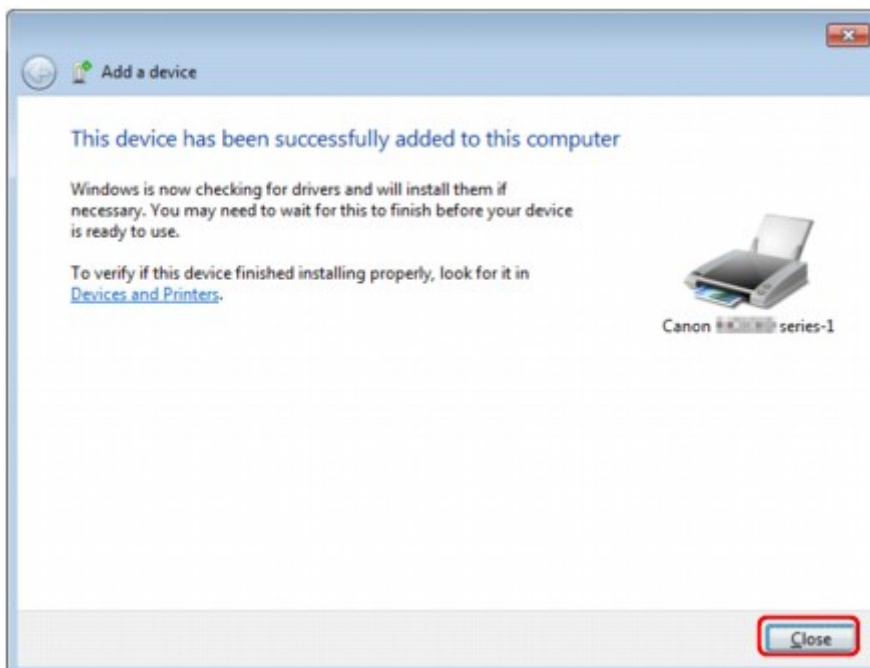 Add a device
This device has been successfully added to this computer
Windows is now checking for drivers and will install them if
necessary. You may need to wait for this to finish before your device
is ready to use.
To verify if this device finished installing properly, look for it in
Devices and Printers.
Canon series-1
Close